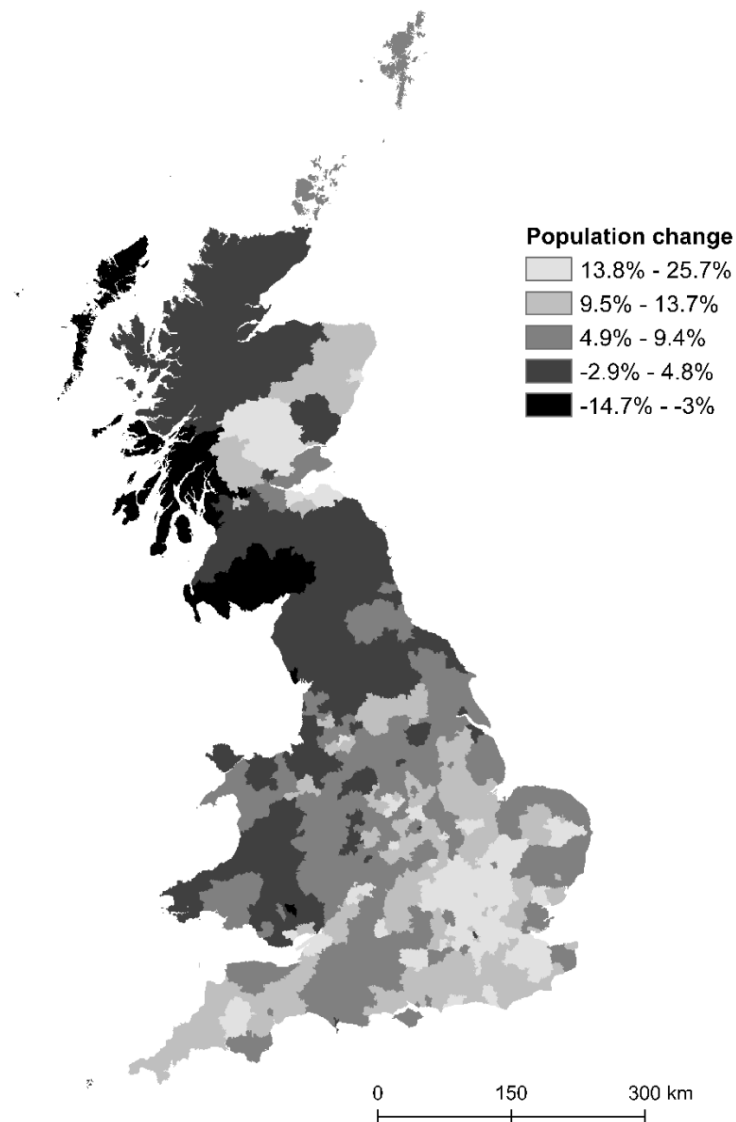 Population change
13.8% - 25.7%
9.5% - 13.7%
4.9% - 9.4%
-2.9% - 4.8%
-14.7% - -3%
0 150 300 km